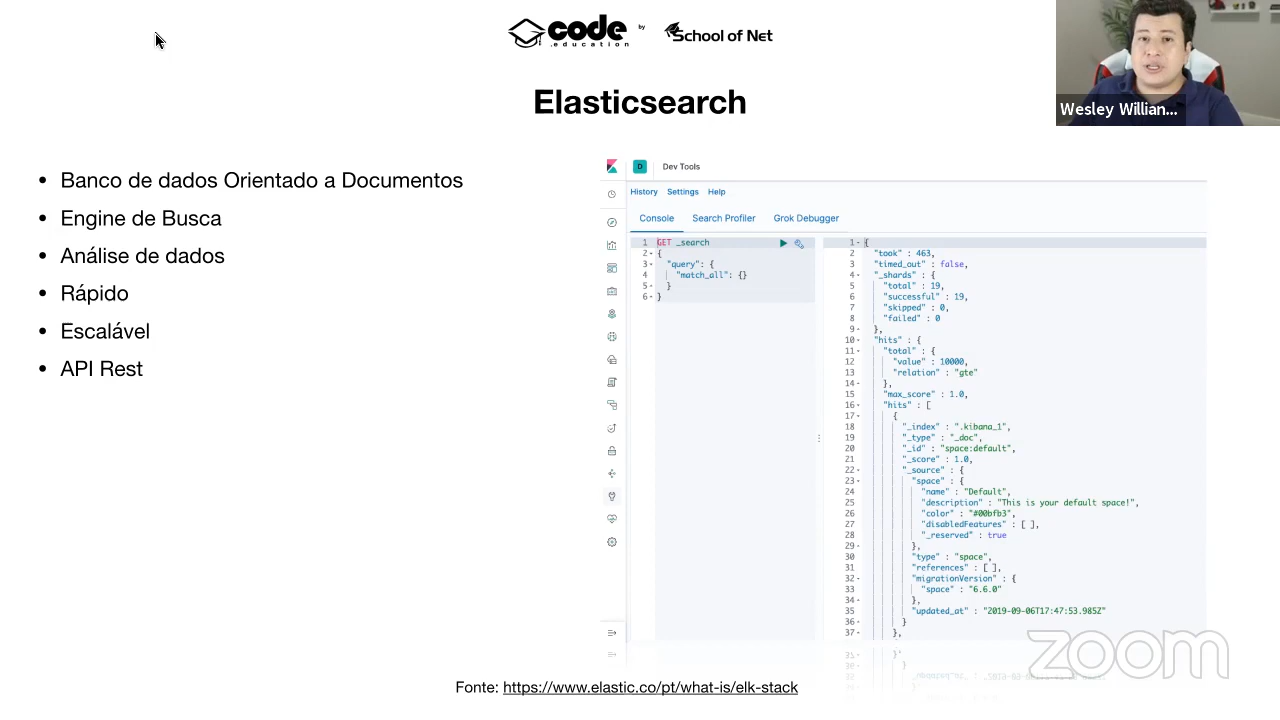 code
.education
by
School of Net
Wesley Willian...
Elasticsearch
• Banco de dados Orientado a Documentos
• Engine de Busca
• Análise de dados
• Rápido
• Escalável
• API Rest
D Dev Tools
History Settings Help
Console Search Profiler Grok Debugger
1 GET _search
2 {
3 "query": {
4 "match_all": {}
5 }
6 }
1 {
2 "took" : 463,
3 "timed_out" : false,
4 "_shards" : {
5 "total" : 19,
6 "successful" : 19,
7 "skipped" : 0,
8 "failed" : 0
9 },
10 "hits" : {
11 "total" : {
12 "value" : 10000,
13 "relation" : "gte"
14 },
15 "max_score" : 1.0,
16 "hits" : [
17 {
18 "_index" : ".kibana_1",
19 "_type" : "_doc",
20 "_id" : "space:default",
21 "_score" : 1.0,
22 "_source" : {
23 "space" : {
24 "name" : "Default",
25 "description" : "This is your default space!",
26 "color" : "#00bfb3",
27 "disabledFeatures" : [ ],
28 "_reserved" : true
29 },
30 "type" : "space",
31 "references" : [ ],
32 "migrationVersion" : {
33 "space" : "6.6.0"
34 },
35 "updated_at" : "2019-09-06T17:47:53.985Z"
36 }
37 },
zoom
Fonte: https://www.elastic.co/pt/what-is/elk-stack